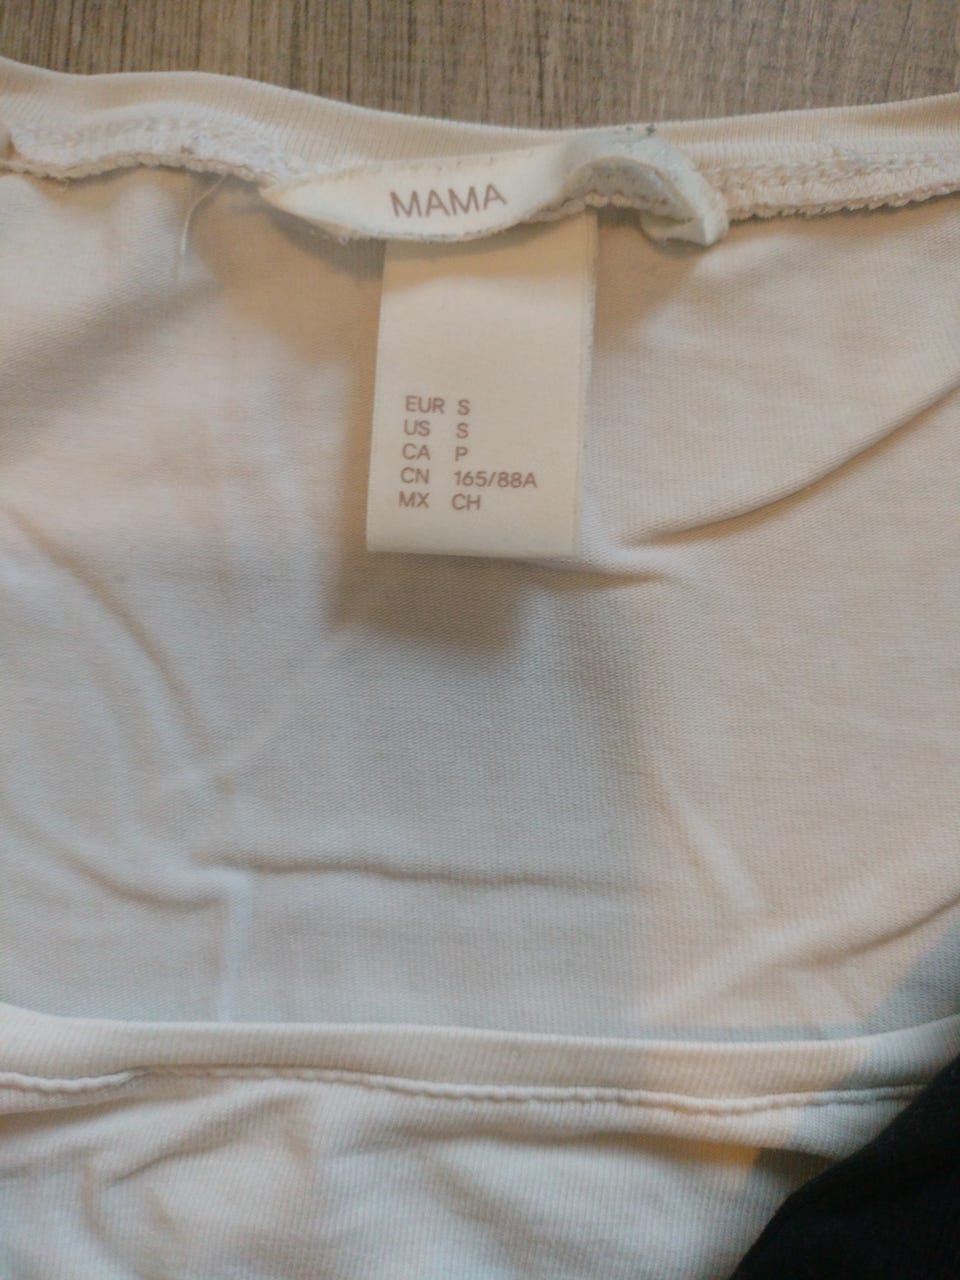 MAMA
EUR S
US S
CA P
CN 165/88A
MX CH